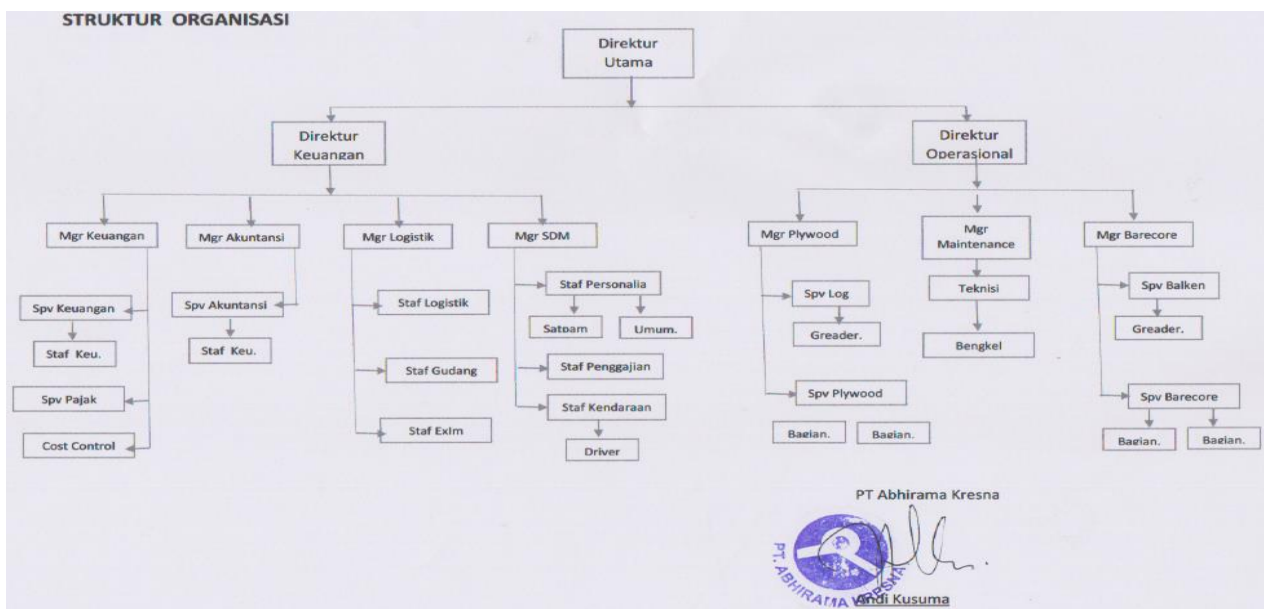 STRUKTUR ORGANISASI
Direktur
Utama
Direktur
Keuangan
Direktur
Operasional
Mgr Keuangan
Mgr Akuntansi
Mgr Logistik
Mgr SDM
Mgr Plywood
Mgr
Maintenance
Mgr Barecore
Spv Keuangan
Staf Keu.
Spv Pajak
Cost Control
Spv Akuntansi
Staf Keu.
Staf Logistik
Staf Gudang
Staf ExIm
Staf Personalia
Satpam
Umum.
Staf Penggajian
Staf Kendaraan
Driver
Spv Log
Greader.
Spv Plywood
Bagian.
Bagian.
Teknisi
Bengkel
Spv Balken
Greader.
Spv Barecore
Bagian.
Bagian.
PT Abhirama Kresna
PT. ABHIRAMA KRESNA
Andi Kusuma